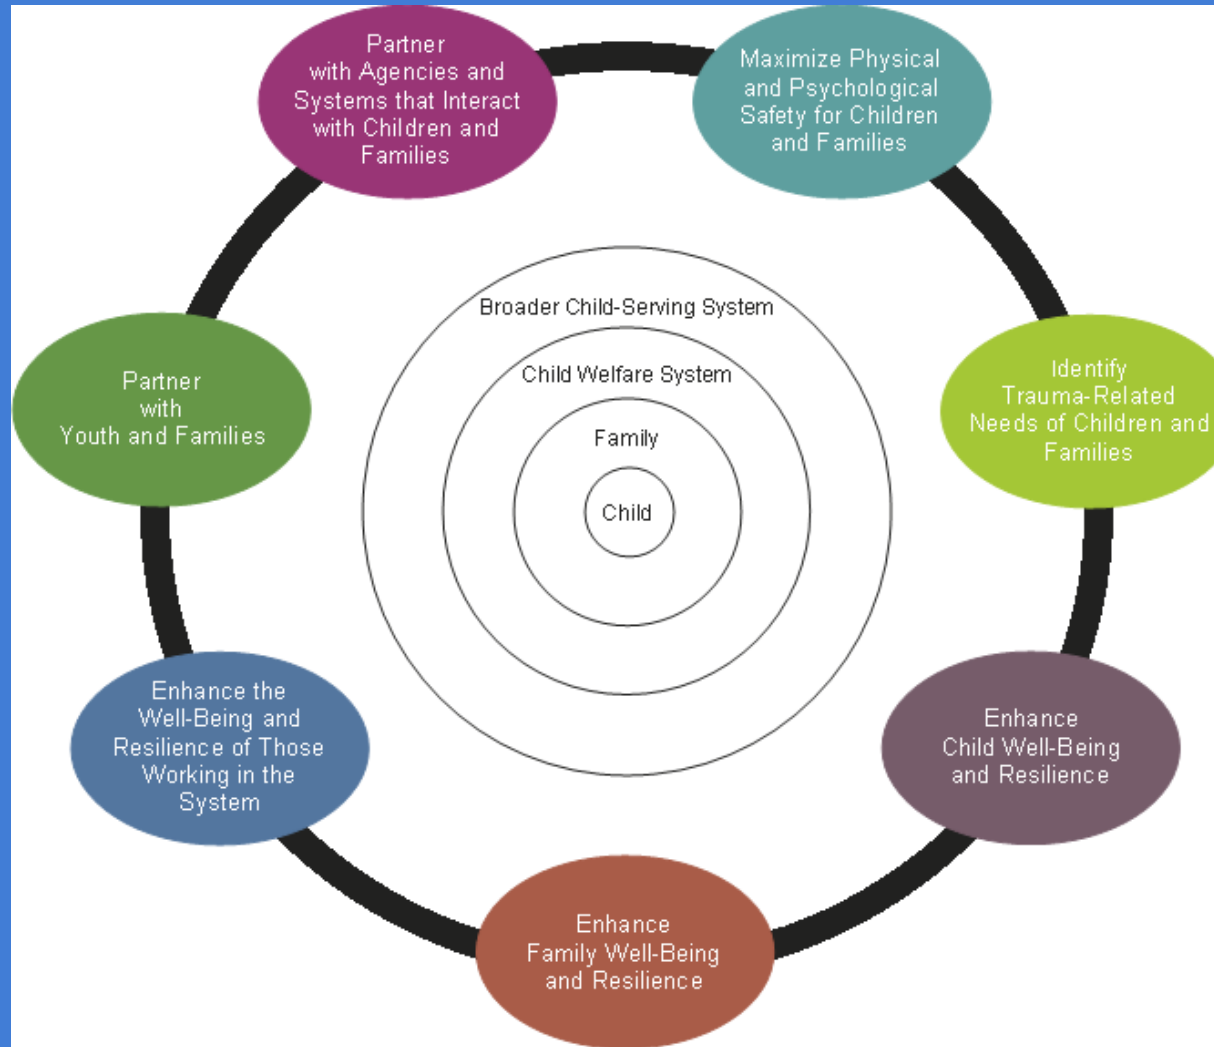 Partner
with Agencies and
Systems that Interact
with Children and
Families
Maximize Physical
and Psychological
Safety for Children
and Families
Identify
Trauma-Related
Needs of Children and
Families
Enhance
Child Well-Being
and Resilience
Enhance
Family Well-Being
and Resilience
Enhance the
Well-Being and
Resilience of Those
Working in the
System
Partner
with
Youth and Families
Broader Child-Serving System
Child Welfare System
Family
Child